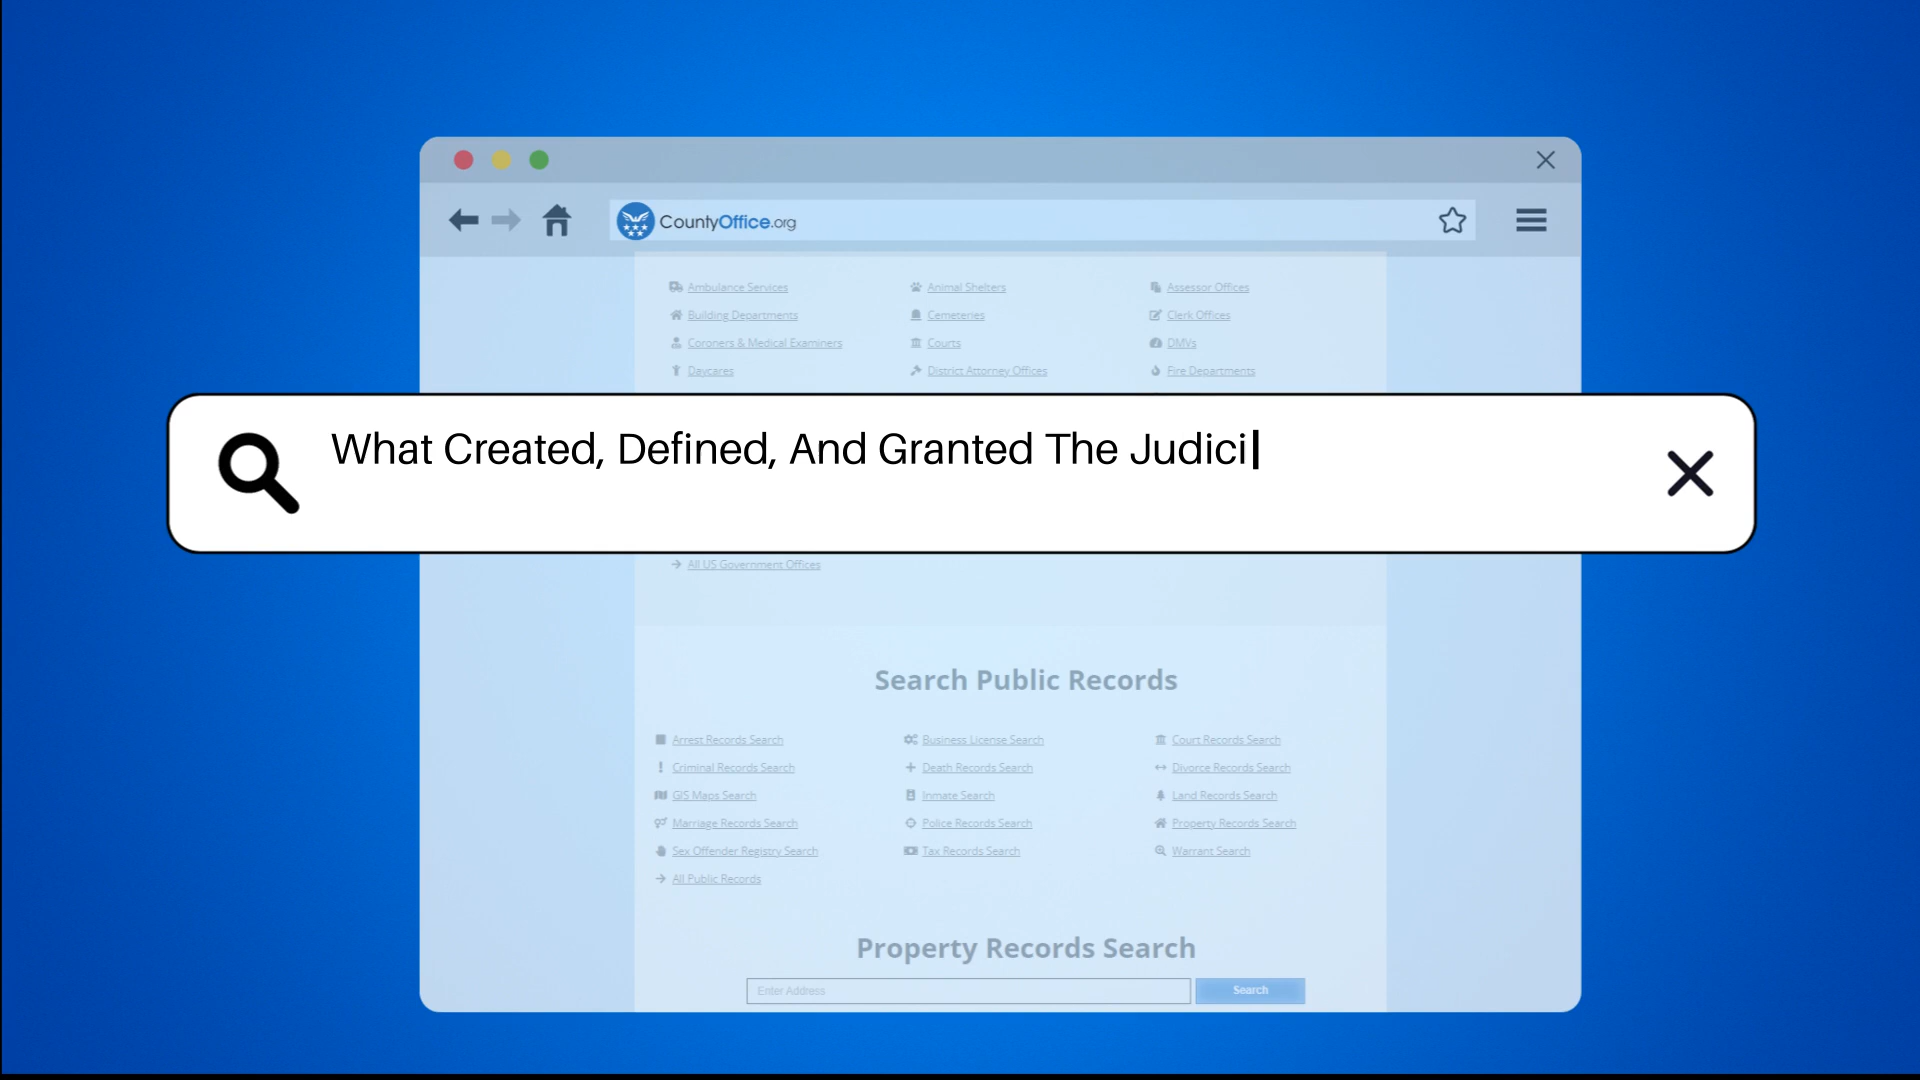 CountyOffice.org
Ambulance Services Animal Shelters Assessor Offices
Building Departments Cemeteries Clerk Offices
Coroners & Medical Examiners Courts DMVs
Daycares District Attorney Offices Fire Departments
What Created, Defined, And Granted The Judici
All US Government Offices
Search Public Records
Arrest Records Search Business License Search Court Records Search
Criminal Records Search Death Records Search Divorce Records Search
GIS Maps Search Inmate Search Land Records Search
Marriage Records Search Police Records Search Property Records Search
Sex Offender Registry Search Tax Records Search Warrant Search
All Public Records
Property Records Search
Enter Address Search